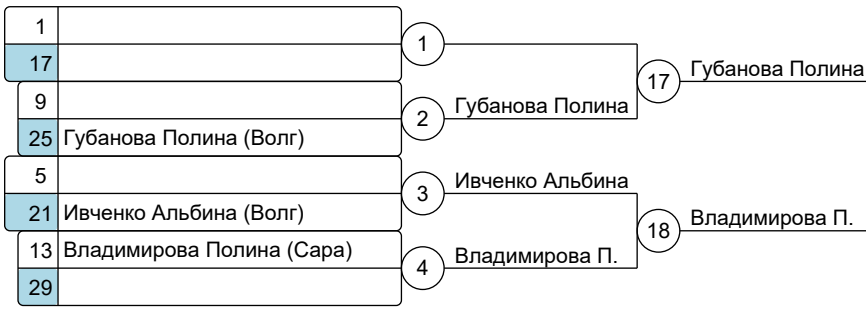 1
17
9
25 Губанова Полина (Волг)
5
21 Ивченко Альбина (Волг)
13 Владимирова Полина (Сара)
29
1
2
3
4
Губанова Полина
Ивченко Альбина
Владимирова П.
17
18
Губанова Полина
Владимирова П.